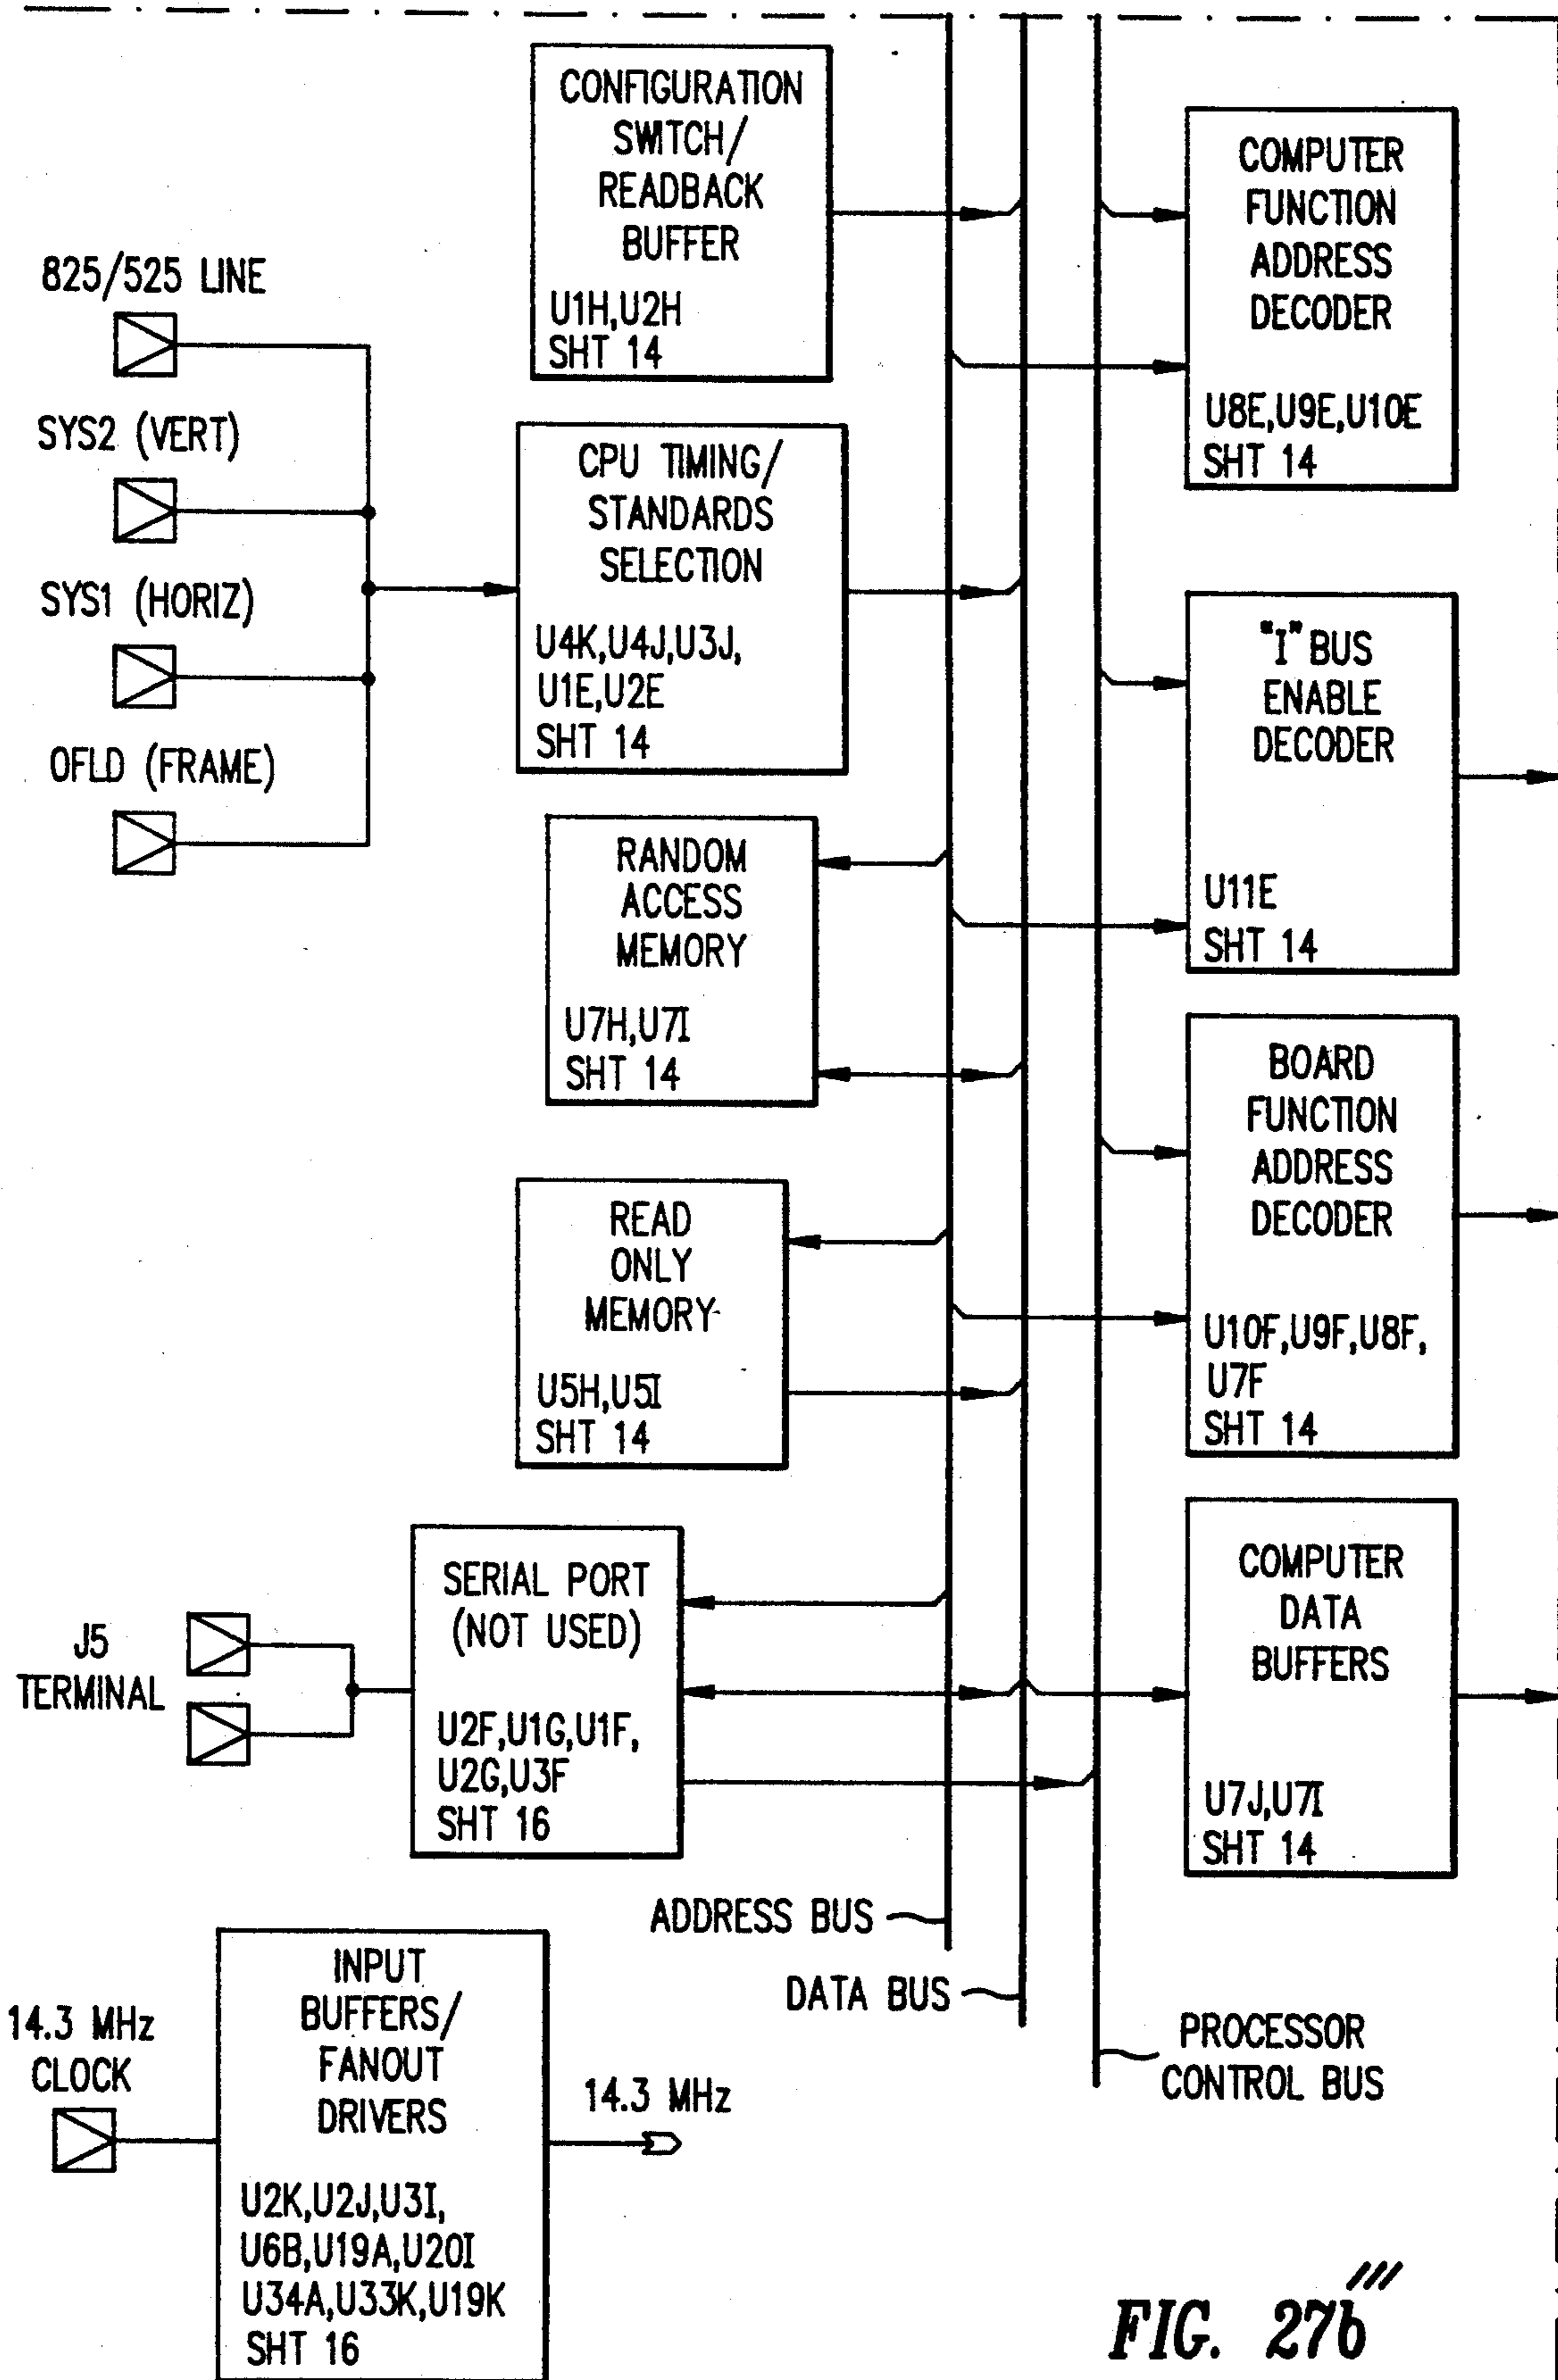 CONFIGURATION
SWITCH/
READBACK
BUFFER
U1H,U2H
SHT 14
COMPUTER
FUNCTION
ADDRESS
DECODER
U8E,U9E,U10E
SHT 14
825/525 LINE
SYS2 (VERT)
SYS1 (HORIZ)
OFLD (FRAME)
CPU TIMING/
STANDARDS
SELECTION
U4K,U4J,U3J,
U1E,U2E
SHT 14
"I" BUS
ENABLE
DECODER
U11E
SHT 14
RANDOM
ACCESS
MEMORY
U7H,U7I
SHT 14
BOARD
FUNCTION
ADDRESS
DECODER
U10F,U9F,U8F,
U7F
SHT 14
READ
ONLY
MEMORY
U5H,U5I
SHT 14
J5
TERMINAL
SERIAL PORT
(NOT USED)
U2F,U1G,U1F,
U2G,U3F
SHT 16
COMPUTER
DATA
BUFFERS
U7J,U7I
SHT 14
ADDRESS BUS
DATA BUS
PROCESSOR
CONTROL BUS
14.3 MHz
CLOCK
INPUT
BUFFERS/
FANOUT
DRIVERS
U2K,U2J,U3I,
U6B,U19A,U20I
U34A,U33K,U19K
SHT 16
14.3 MHz
FIG. 27b'''